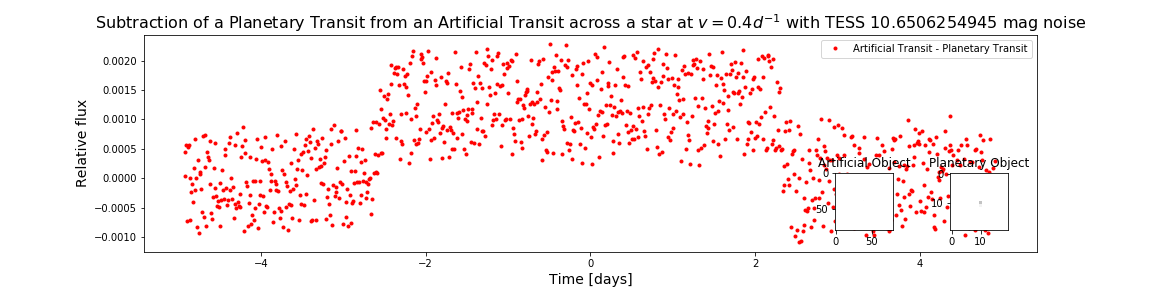 Subtraction of a Planetary Transit from an Artificial Transit across a star at v = 0.4d⁻¹ with TESS 10.6506254945 mag noise
Relative flux
0.0020
0.0015
0.0010
0.0005
0.0000
−0.0005
−0.0010
Artificial Transit - Planetary Transit
Artificial Object
0
50
0 50
Planetary Object
0
10
0 10
−4 −2 0 2 4
Time [days]